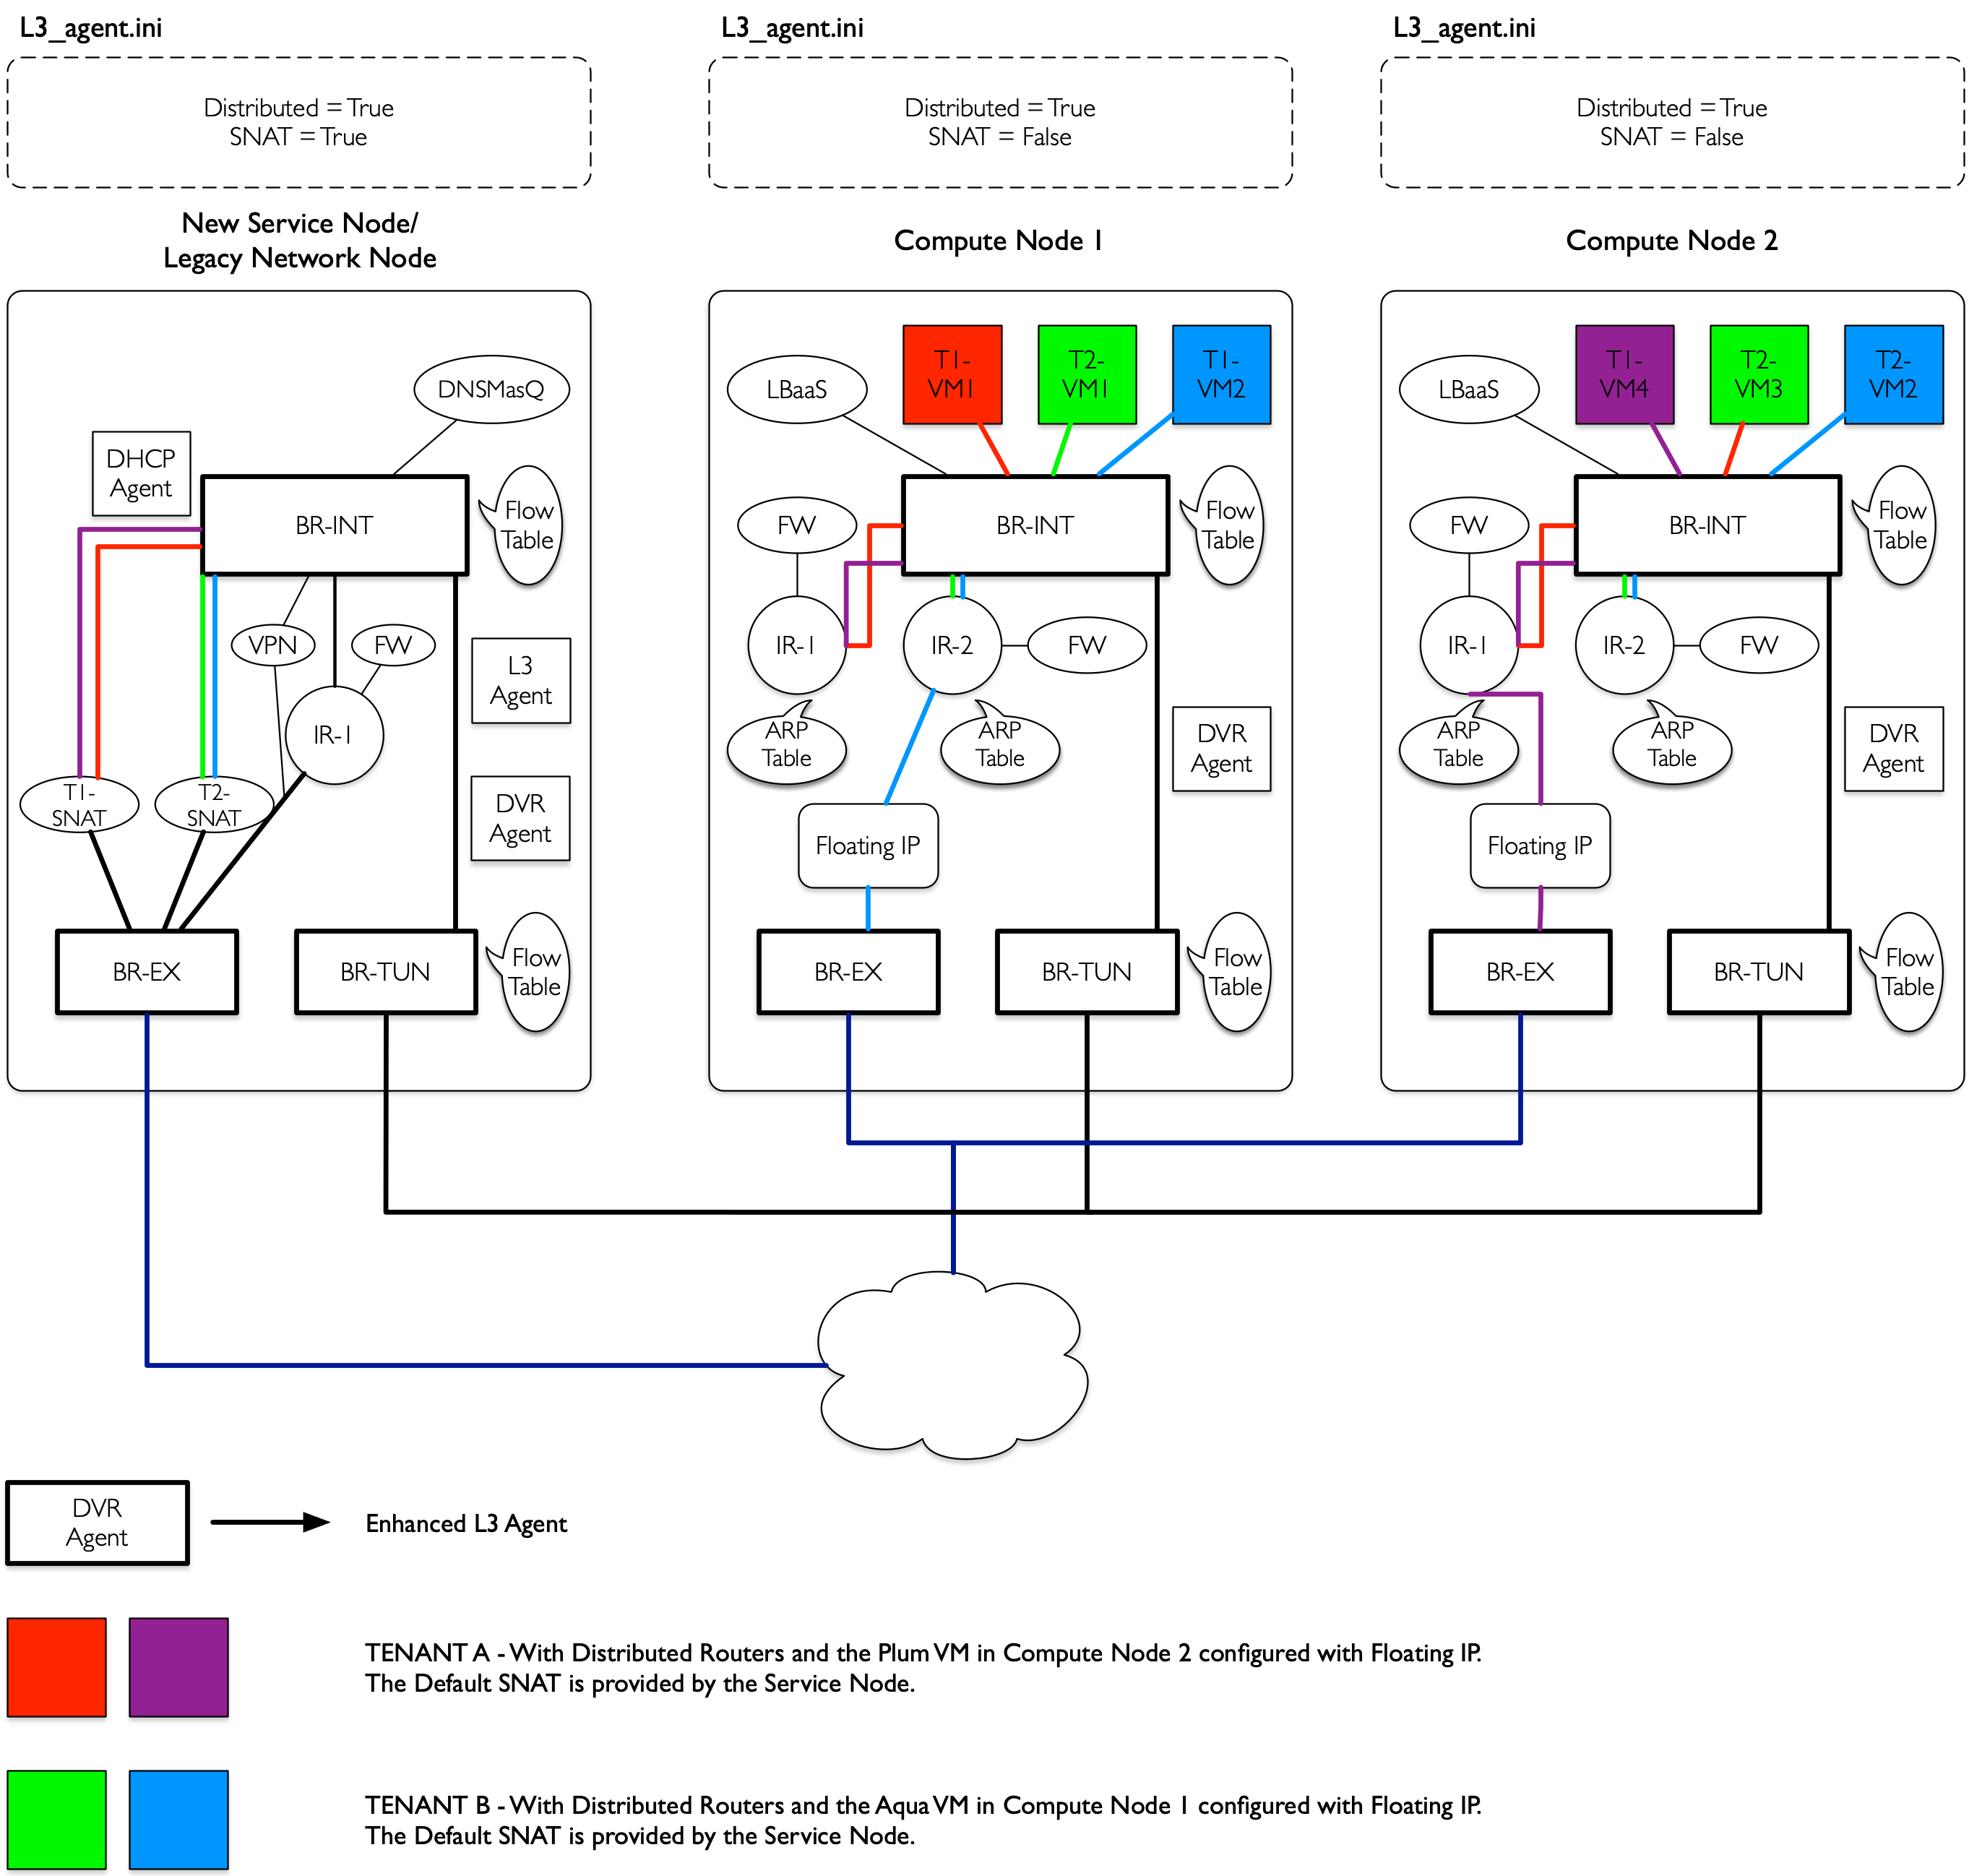 L3_agent.ini
Distributed = True
SNAT = True
New Service Node/
Legacy Network Node
DNSMasQ
DHCP
Agent
BR-INT
Flow
Table
VPN
FW
L3
Agent
IR-1
T1-
SNAT
T2-
SNAT
DVR
Agent
BR-EX
BR-TUN
Flow
Table
L3_agent.ini
Distributed = True
SNAT = False
Compute Node 1
LBaaS
T1-
VM1
T2-
VM1
T1-
VM2
FW
BR-INT
Flow
Table
IR-1
IR-2
FW
ARP
Table
ARP
Table
DVR
Agent
Floating IP
BR-EX
BR-TUN
Flow
Table
L3_agent.ini
Distributed = True
SNAT = False
Compute Node 2
LBaaS
T1-
VM4
T2-
VM3
T2-
VM2
FW
BR-INT
Flow
Table
IR-1
IR-2
FW
ARP
Table
ARP
Table
DVR
Agent
Floating IP
BR-EX
BR-TUN
Flow
Table
DVR
Agent
Enhanced L3 Agent
TENANT A - With Distributed Routers and the Plum VM in Compute Node 2 configured with Floating IP.
The Default SNAT is provided by the Service Node.
TENANT B - With Distributed Routers and the Aqua VM in Compute Node 1 configured with Floating IP.
The Default SNAT is provided by the Service Node.